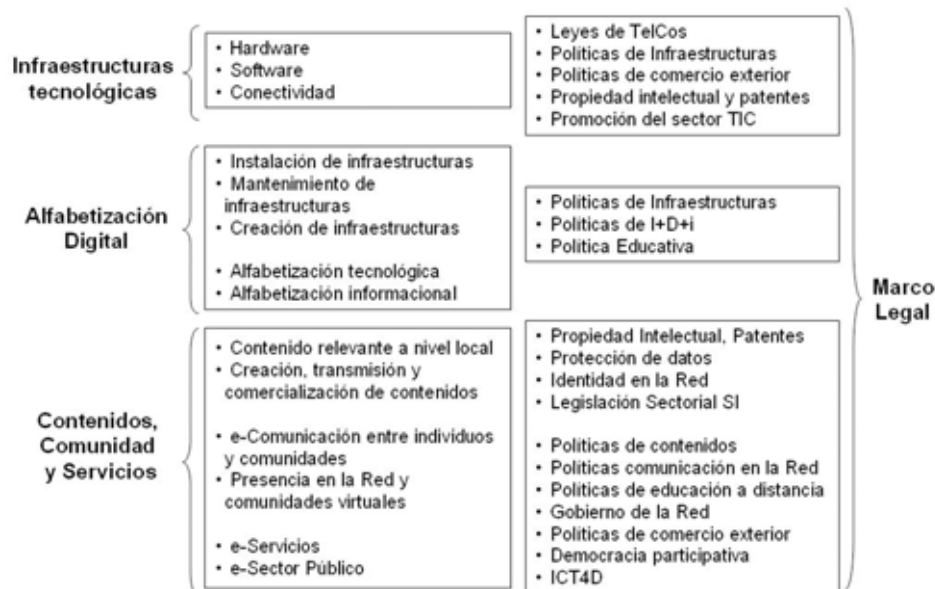 Infraestructuras
tecnológicas
• Hardware
• Software
• Conectividad
• Leyes de TelCos
• Políticas de Infraestructuras
• Políticas de comercio exterior
• Propiedad intelectual y patentes
• Promoción del sector TIC
Alfabetización
Digital
• Instalación de infraestructuras
• Mantenimiento de
infraestructuras
• Creación de infraestructuras
• Alfabetización tecnológica
• Alfabetización informacional
• Políticas de Infraestructuras
• Políticas de I+D+i
• Política Educativa
Contenidos,
Comunidad
y Servicios
• Contenido relevante a nivel local
• Creación, transmisión y
comercialización de contenidos
• e-Comunicación entre individuos
y comunidades
• Presencia en la Red y
comunidades virtuales
• e-Servicios
• e-Sector Público
• Propiedad Intelectual, Patentes
• Protección de datos
• Identidad en la Red
• Legislación Sectorial SI
• Políticas de contenidos
• Políticas comunicación en la Red
• Políticas de educación a distancia
• Gobierno de la Red
• Políticas de comercio exterior
• Democracia participativa
• ICT4D
Marco
Legal